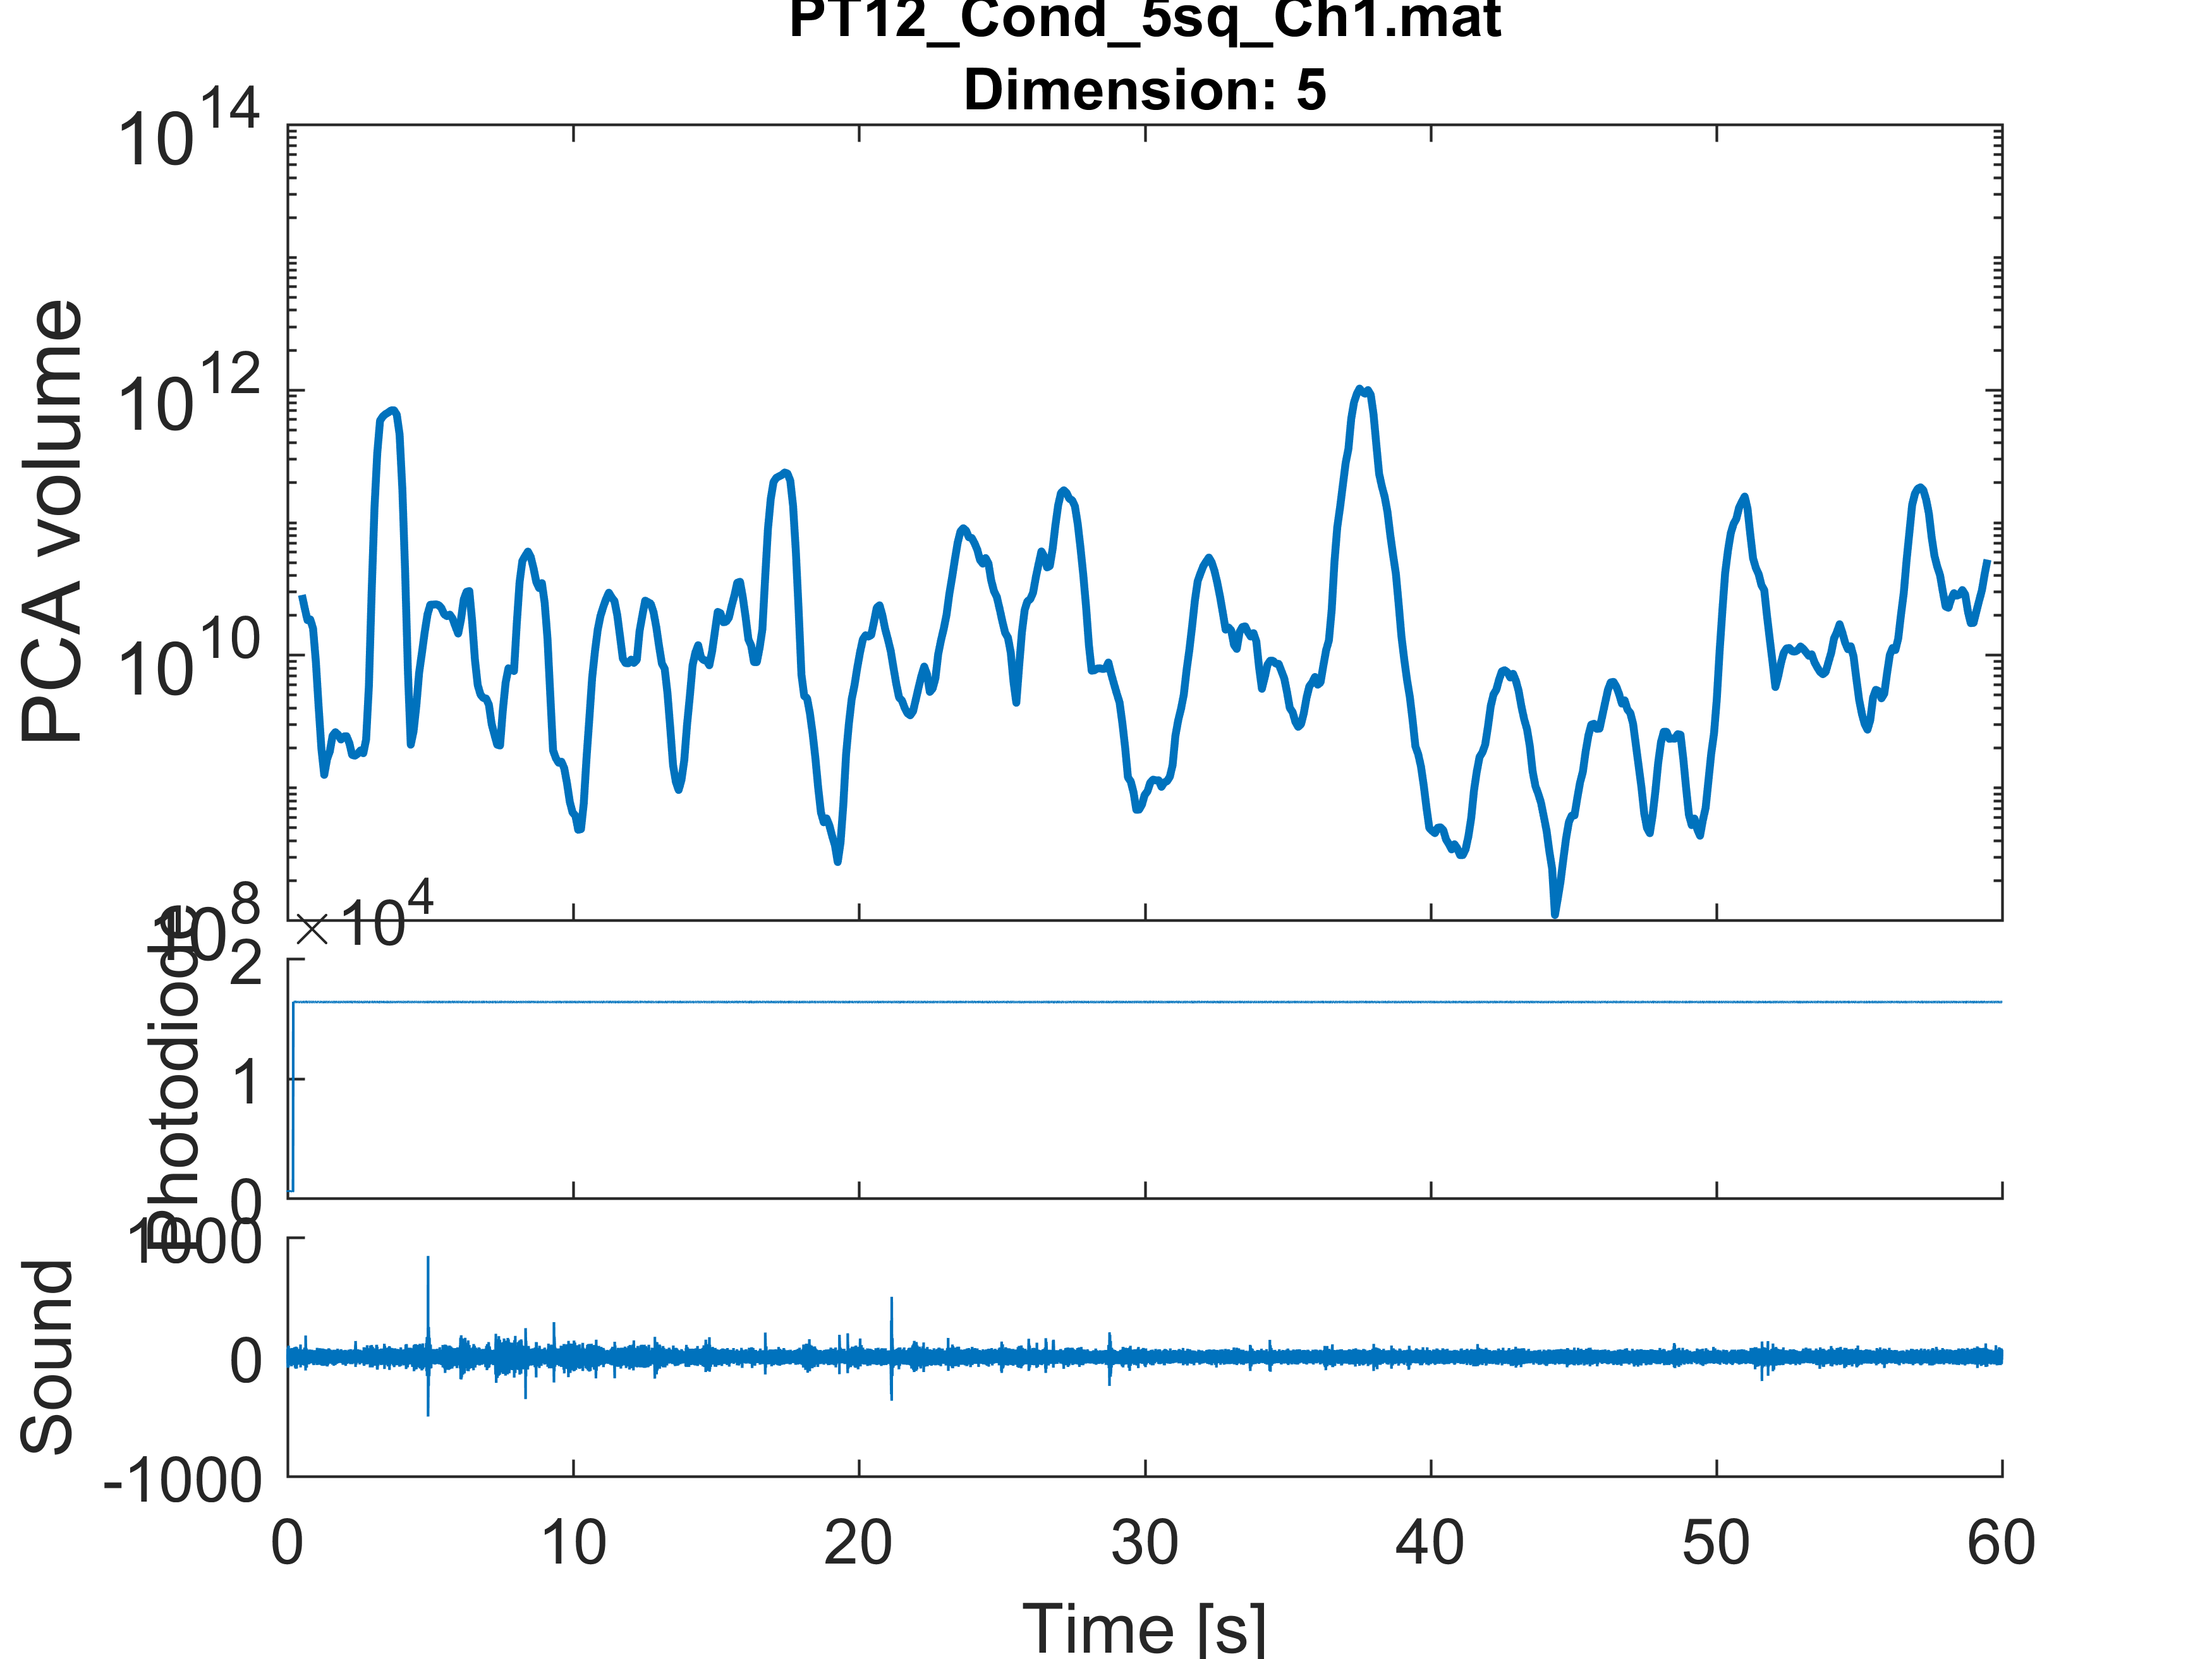 PT12_Cond_5sq_Ch1.mat
Dimension: 5
10^14
10^12
10^10
10^8
PCA volume
×10^4
2
1
0
Photodiode
1000
0
-1000
Sound
0 10 20 30 40 50 60
Time [s]